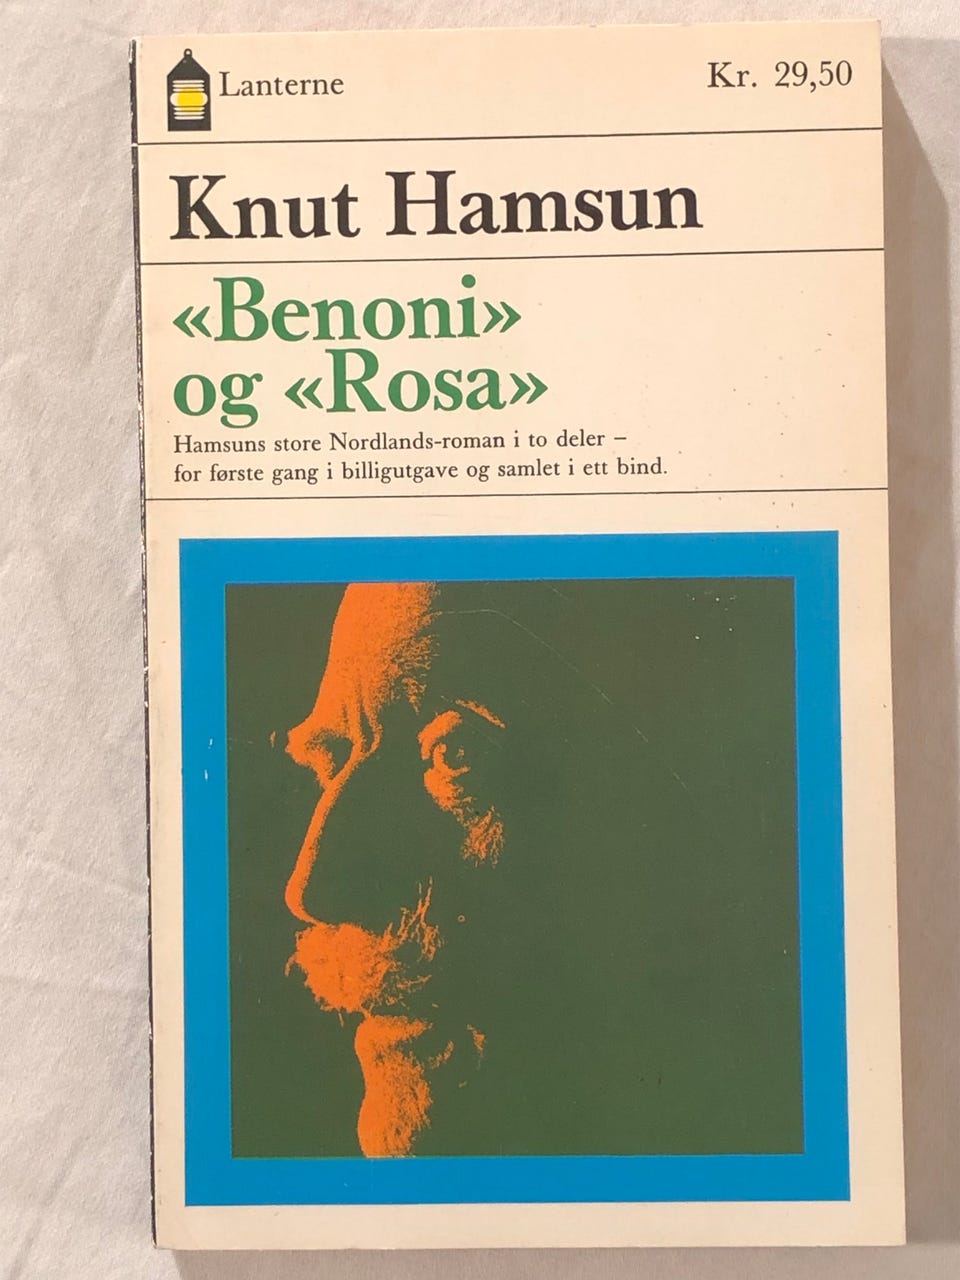 Lanterne
Kr. 29,50
Knut Hamsun
«Benoni»
og «Rosa»
Hamsuns store Nordlands-roman i to deler –
for første gang i billigutgave og samlet i ett bind.